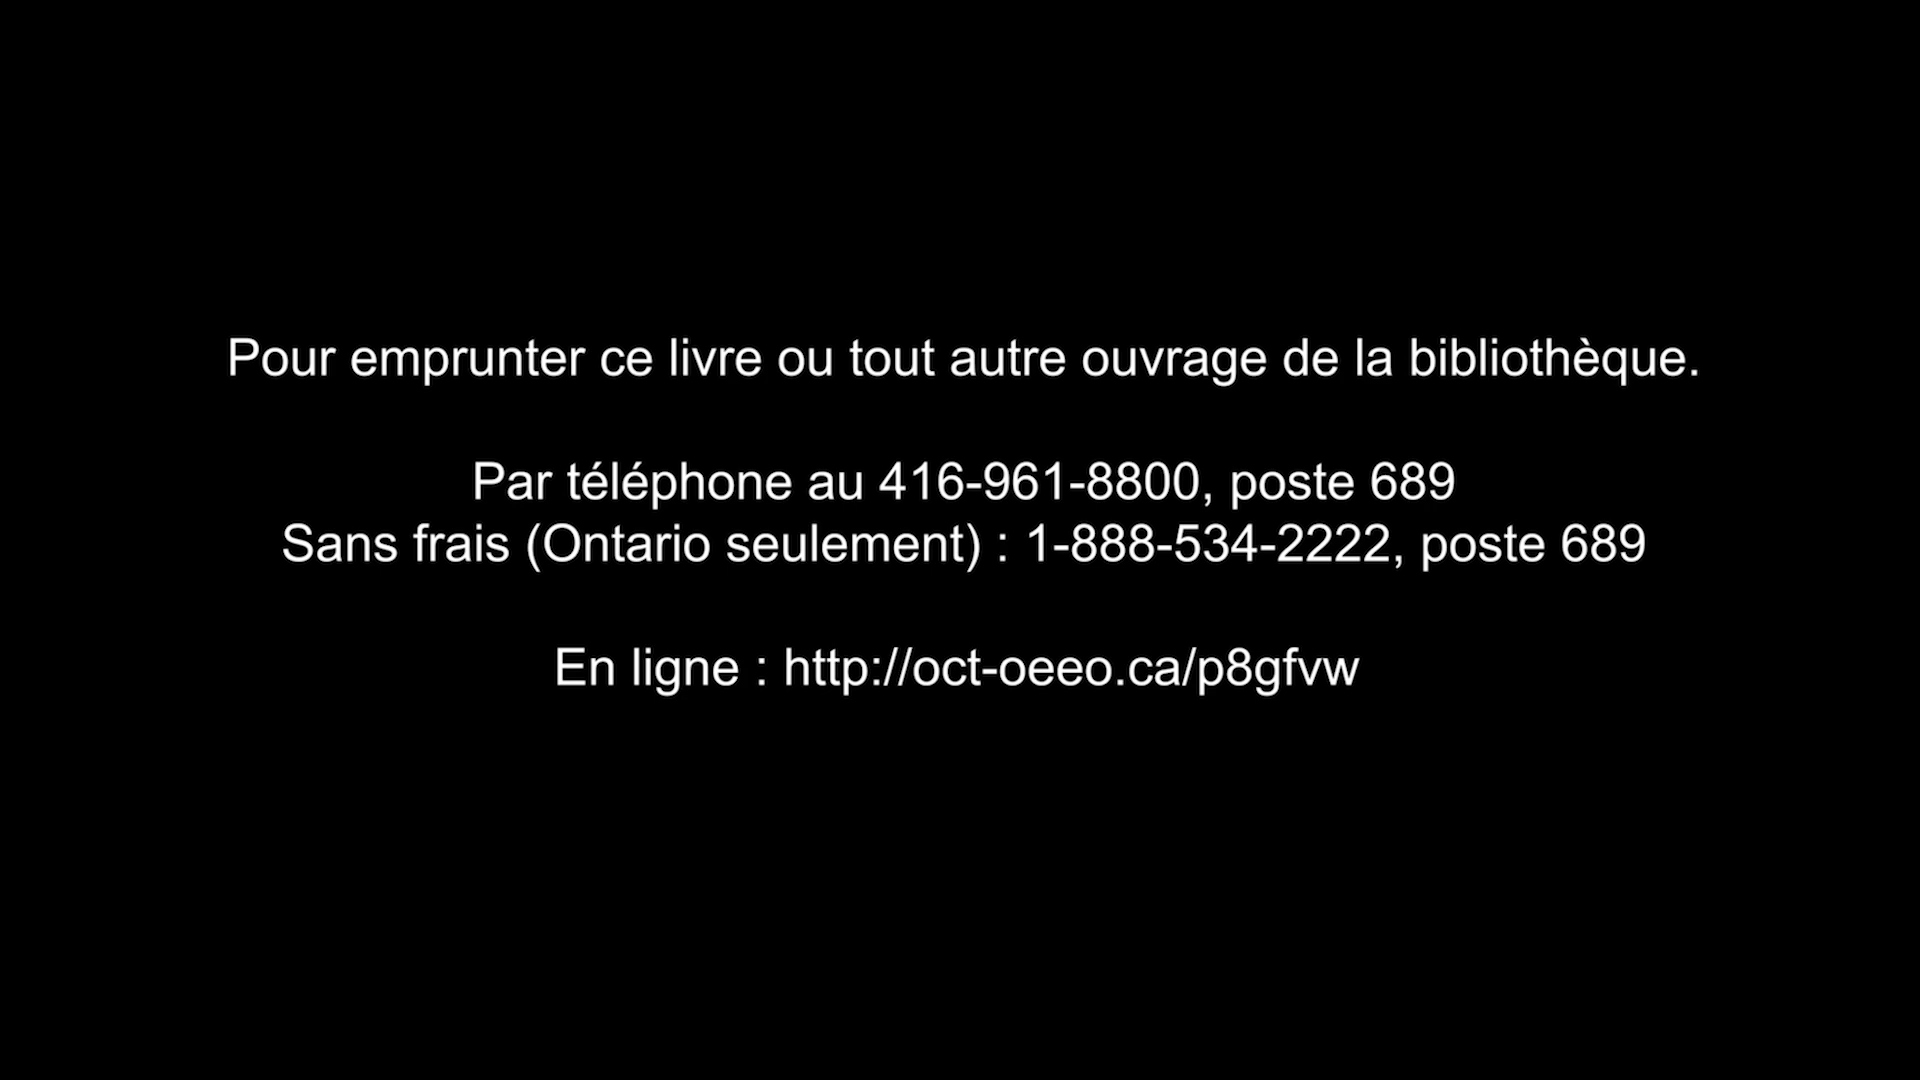 Pour emprunter ce livre ou tout autre ouvrage de la bibliothèque.
Par téléphone au 416-961-8800, poste 689
Sans frais (Ontario seulement) : 1-888-534-2222, poste 689
En ligne : http://oct-oeeo.ca/p8gfvw